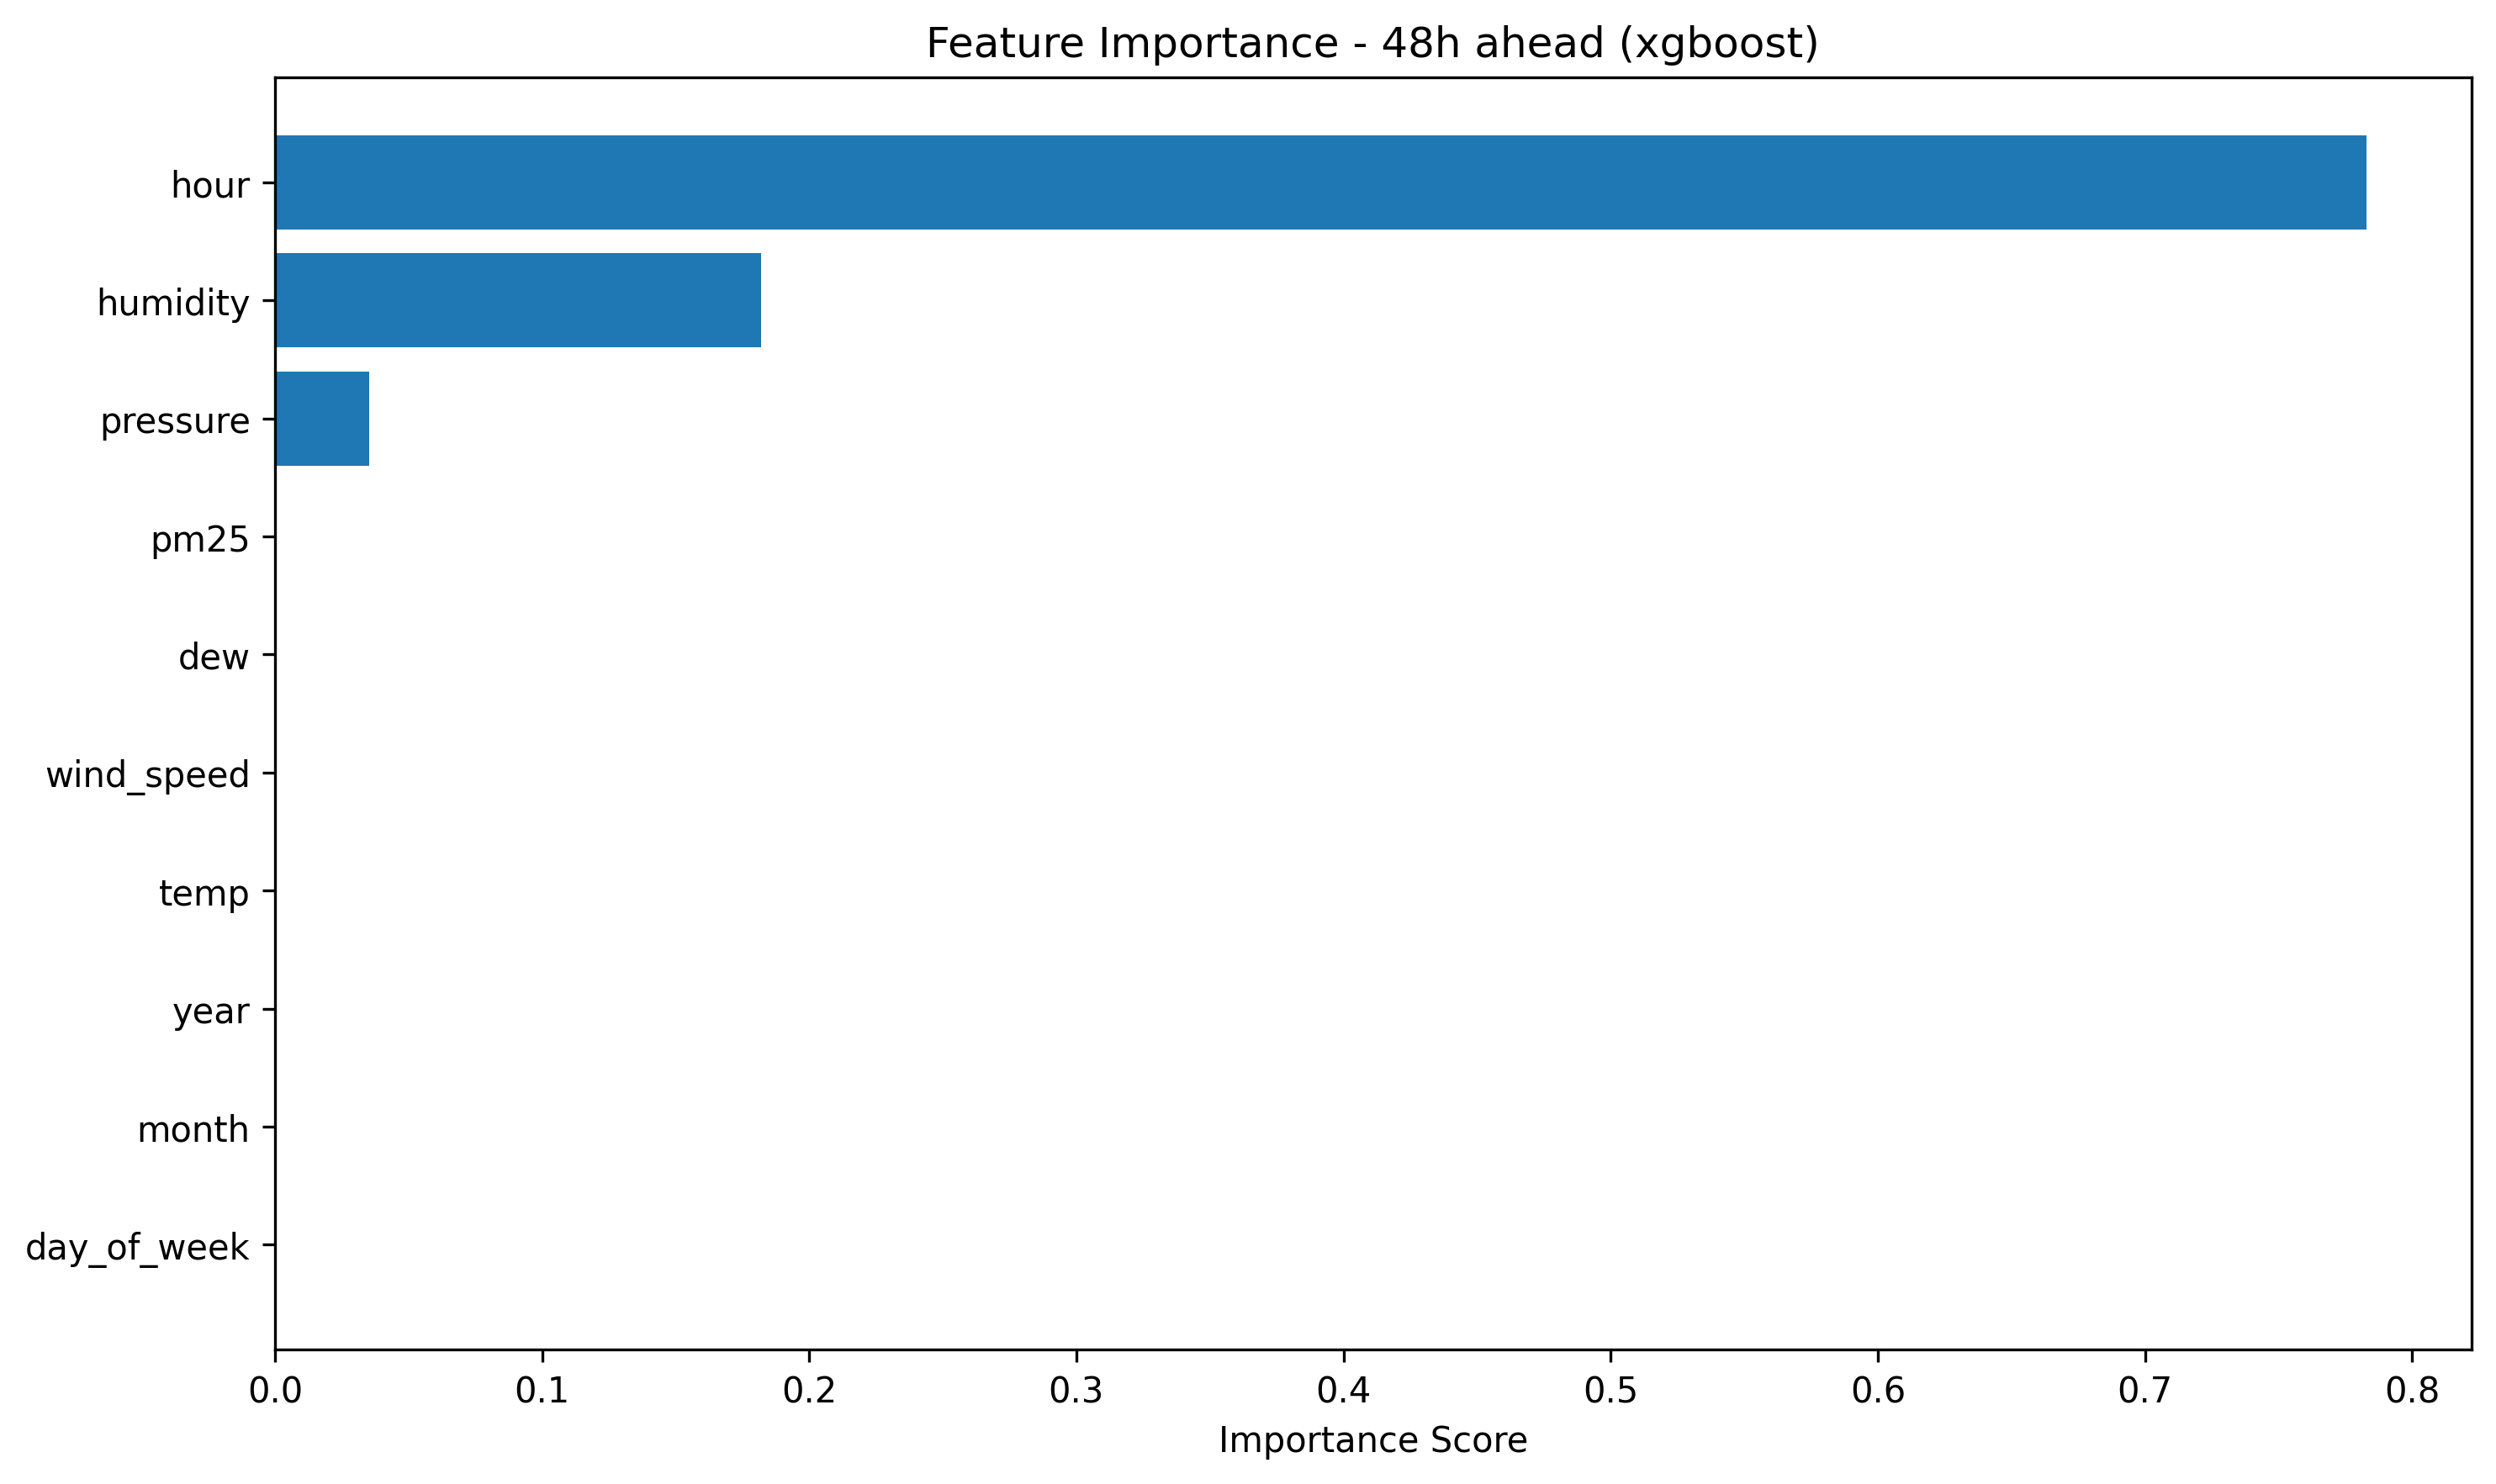 Feature Importance - 48h ahead (xgboost)
hour
humidity
pressure
pm25
dew
wind_speed
temp
year
month
day_of_week
0.0 0.1 0.2 0.3 0.4 0.5 0.6 0.7 0.8
Importance Score